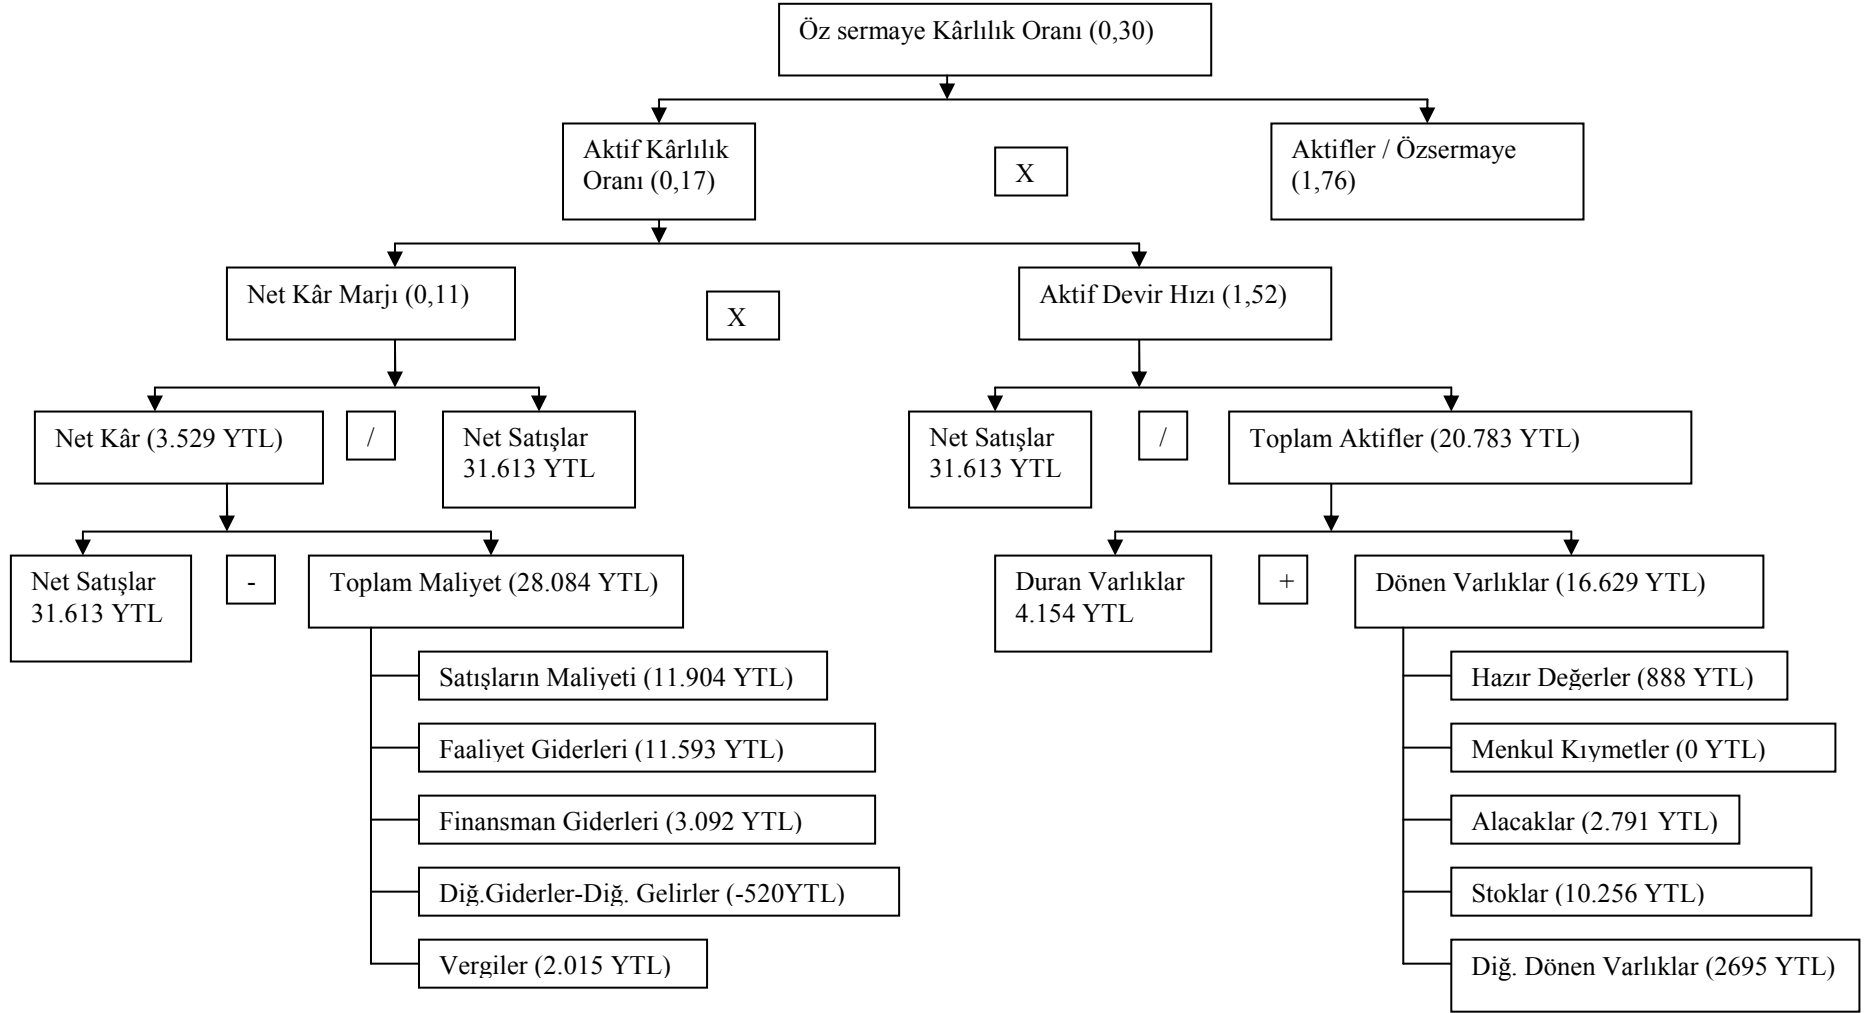 Öz sermaye Kârlılık Oranı (0,30)
Aktif Kârlılık
Oranı (0,17)
X
Aktifler / Özsermaye
(1,76)
Net Kâr Marjı (0,11)
X
Aktif Devir Hızı (1,52)
Net Kâr (3.529 YTL)
/
Net Satışlar
31.613 YTL
Net Satışlar
31.613 YTL
/
Toplam Aktifler (20.783 YTL)
Net Satışlar
31.613 YTL
-
Toplam Maliyet (28.084 YTL)
Duran Varlıklar
4.154 YTL
+
Dönen Varlıklar (16.629 YTL)
Satışların Maliyeti (11.904 YTL)
Faaliyet Giderleri (11.593 YTL)
Finansman Giderleri (3.092 YTL)
Diğ.Giderler-Diğ. Gelirler (-520YTL)
Vergiler (2.015 YTL)
Hazır Değerler (888 YTL)
Menkul Kıymetler (0 YTL)
Alacaklar (2.791 YTL)
Stoklar (10.256 YTL)
Diğ. Dönen Varlıklar (2695 YTL)